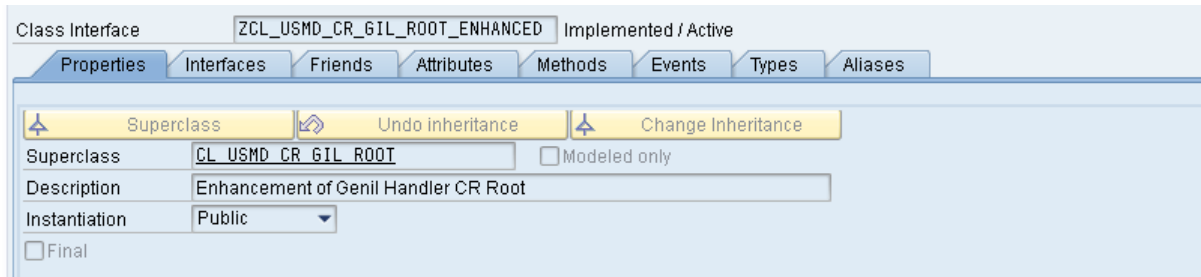 Class Interface ZCL_USMD_CR_GIL_ROOT_ENHANCED Implemented / Active
Properties Interfaces Friends Attributes Methods Events Types Aliases
Superclass Undo inheritance Change Inheritance
Superclass CL_USMD_CR_GIL_ROOT Modeled only
Description Enhancement of Genil Handler CR Root
Instantiation Public
Final